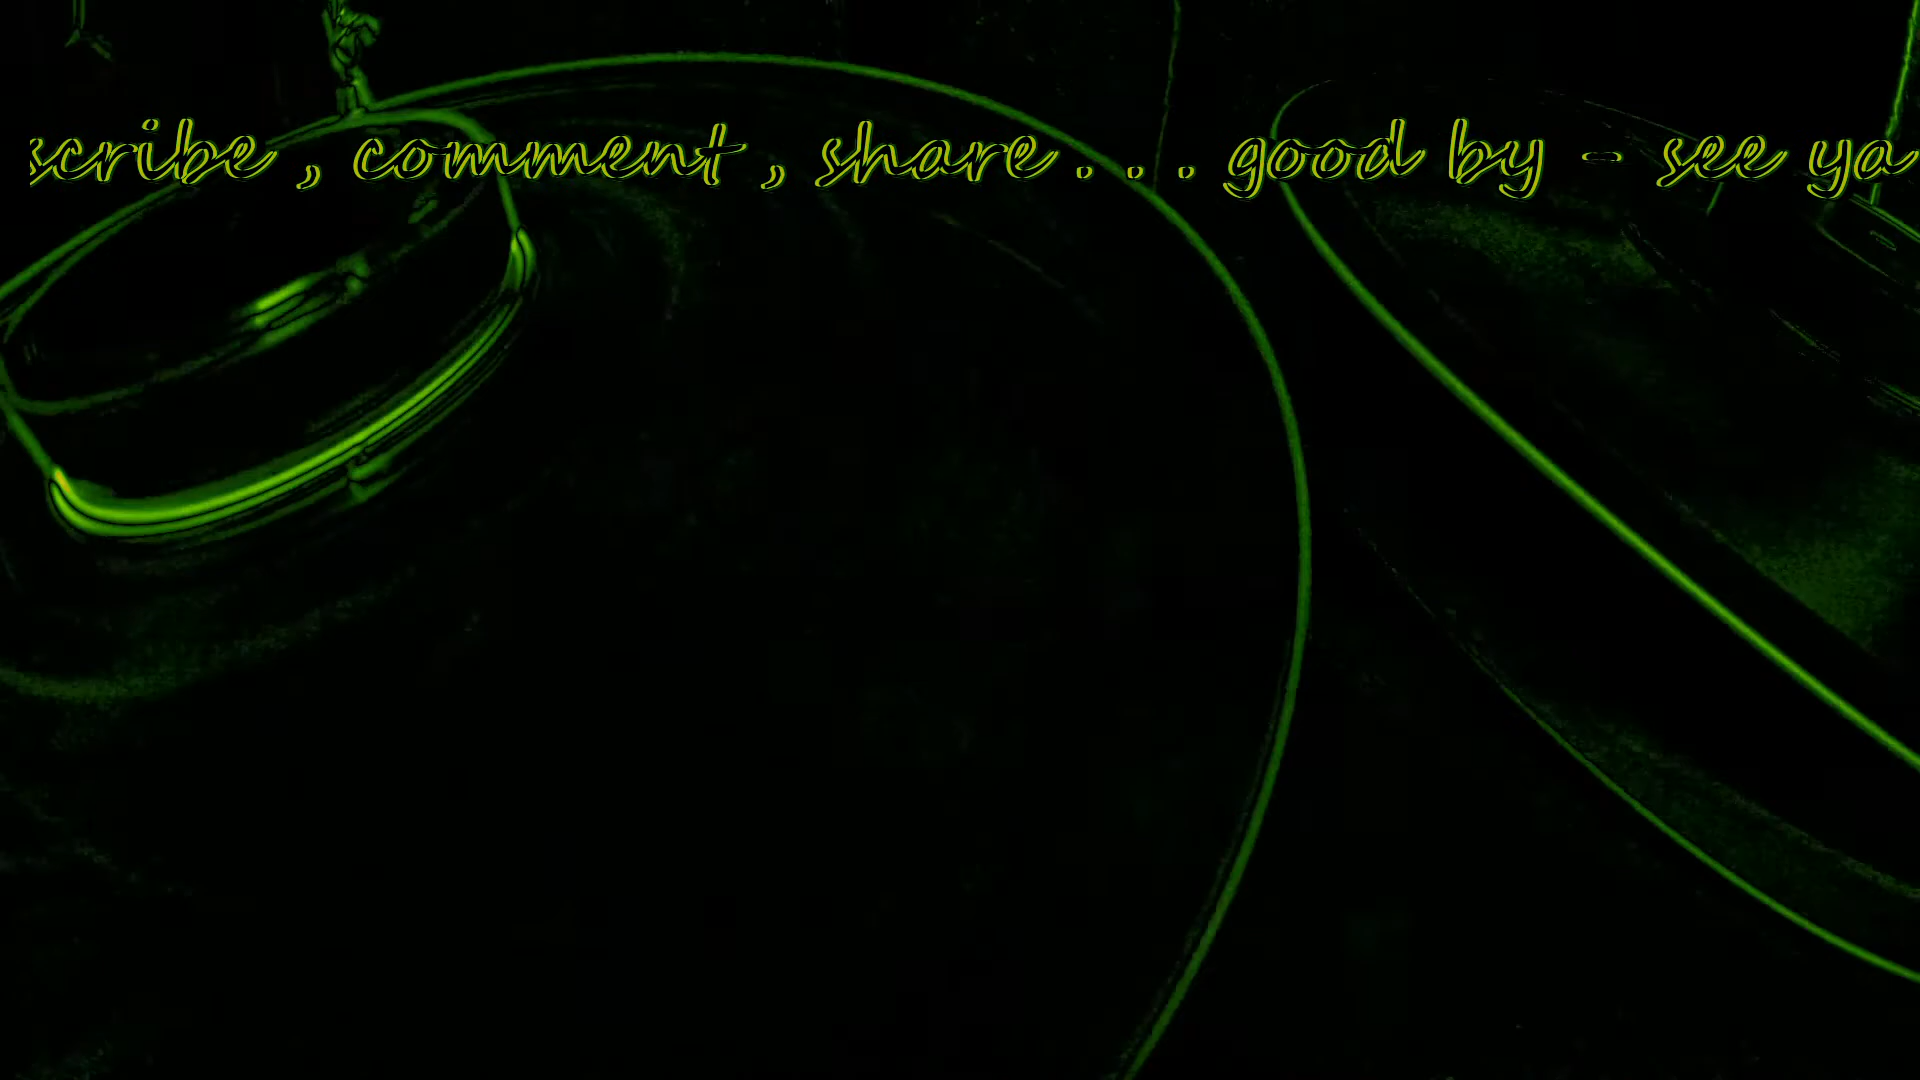 scribe , comment , share . . . good by - see ya